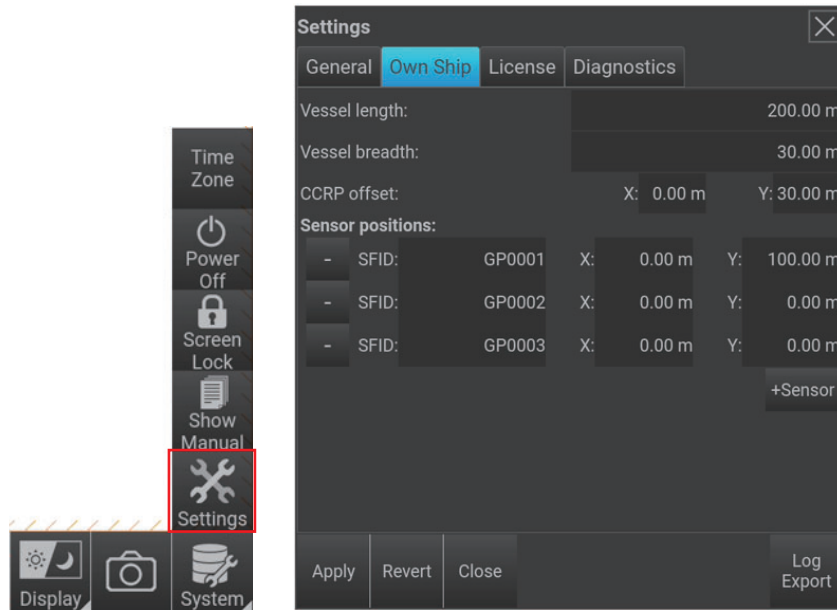 Time
Zone
Power
Off
Screen
Lock
Show
Manual
Settings
Display
System
Settings
General Own Ship License Diagnostics
Vessel length: 200.00 m
Vessel breadth: 30.00 m
CCRP offset: X: 0.00 m Y: 30.00 m
Sensor positions:
- SFID: GP0001 X: 0.00 m Y: 100.00 m
- SFID: GP0002 X: 0.00 m Y: 0.00 m
- SFID: GP0003 X: 0.00 m Y: 0.00 m
+Sensor
Apply Revert Close Log
Export